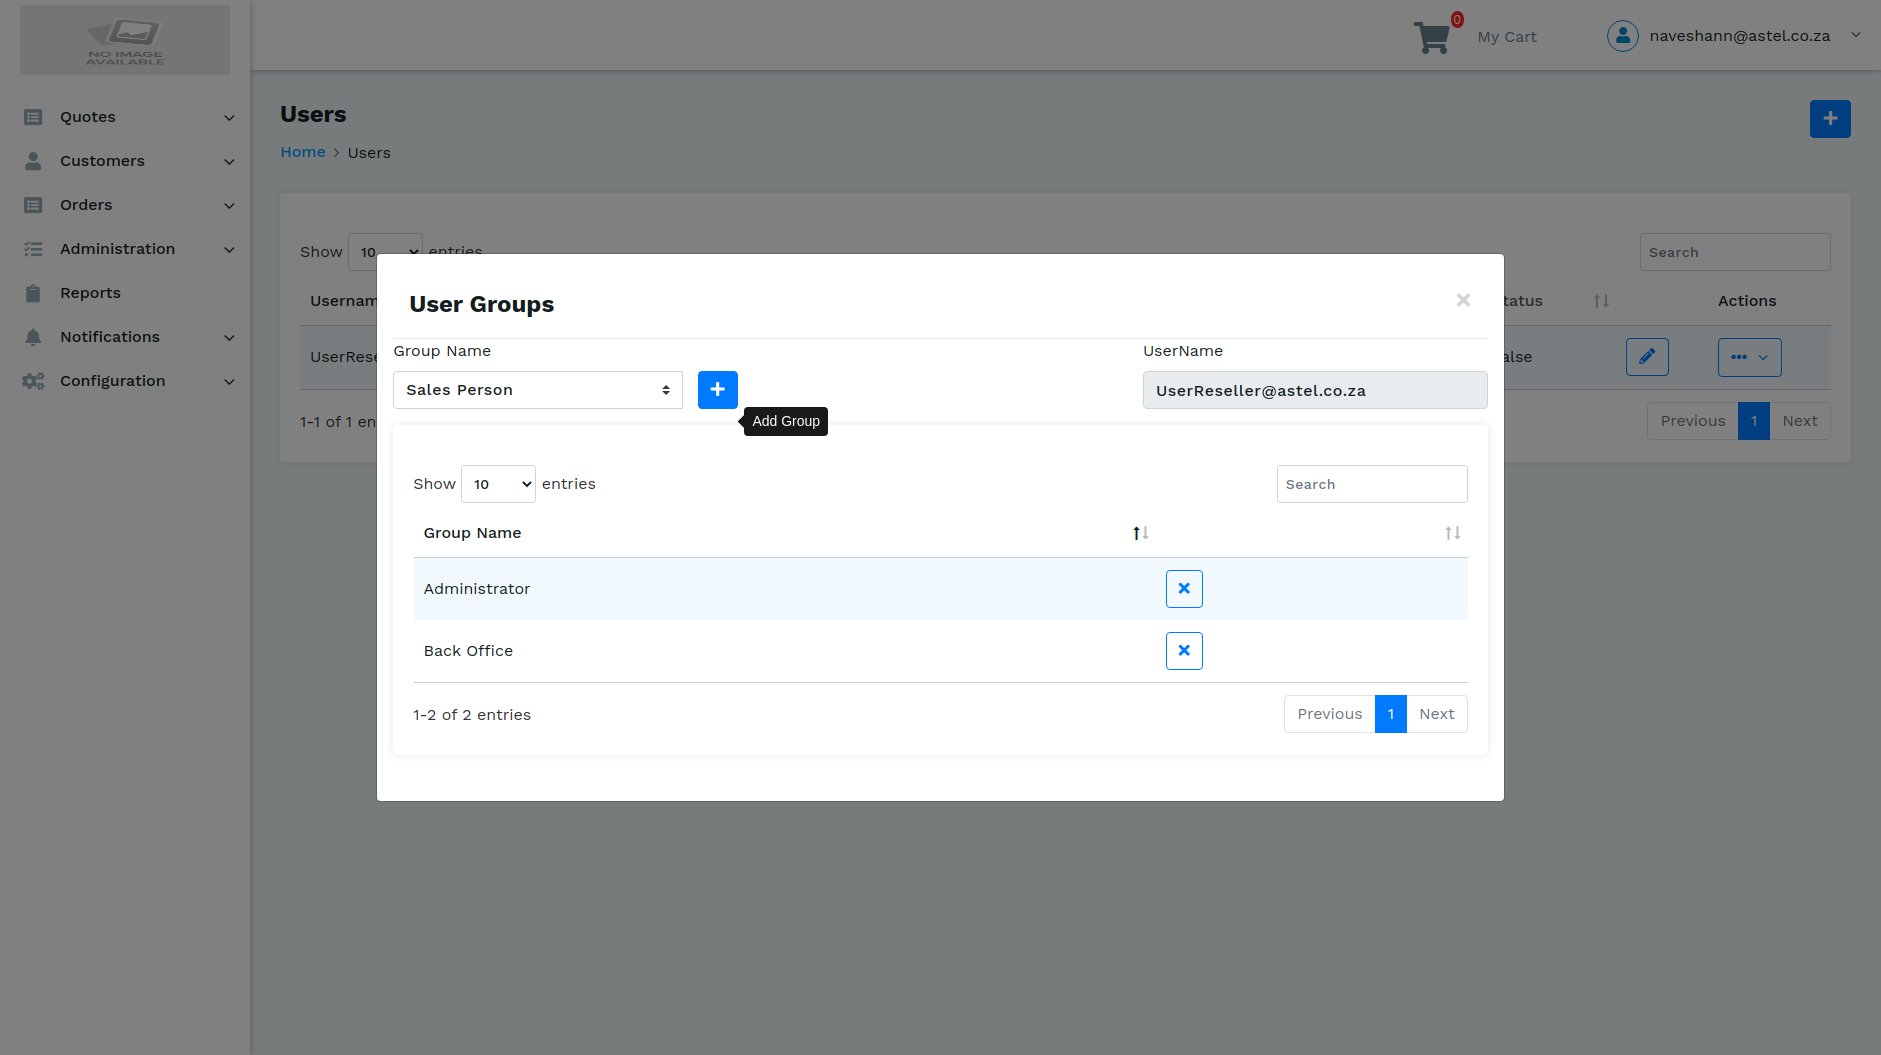 NO IMAGE
AVAILABLE
0
My Cart
naveshann@astel.co.za
Quotes
Customers
Orders
Administration
Reports
Notifications
Configuration
Users
Home > Users
Show 10 entries
Search
Usernam
tatus
Actions
UserRese
alse
1-1 of 1 en
Previous 1 Next
User Groups
×
Group Name
UserName
Sales Person
+
UserReseller@astel.co.za
Add Group
Show 10 entries
Search
Group Name
Administrator
Back Office
1-2 of 2 entries
Previous 1 Next